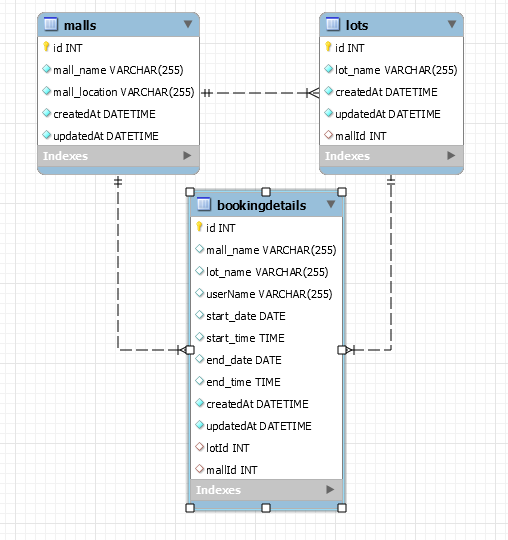 malls
id INT
mall_name VARCHAR(255)
mall_location VARCHAR(255)
createdAt DATETIME
updatedAt DATETIME
Indexes
lots
id INT
lot_name VARCHAR(255)
createdAt DATETIME
updatedAt DATETIME
mallId INT
Indexes
bookingdetails
id INT
mall_name VARCHAR(255)
lot_name VARCHAR(255)
userName VARCHAR(255)
start_date DATE
start_time TIME
end_date DATE
end_time TIME
createdAt DATETIME
updatedAt DATETIME
lotId INT
mallId INT
Indexes